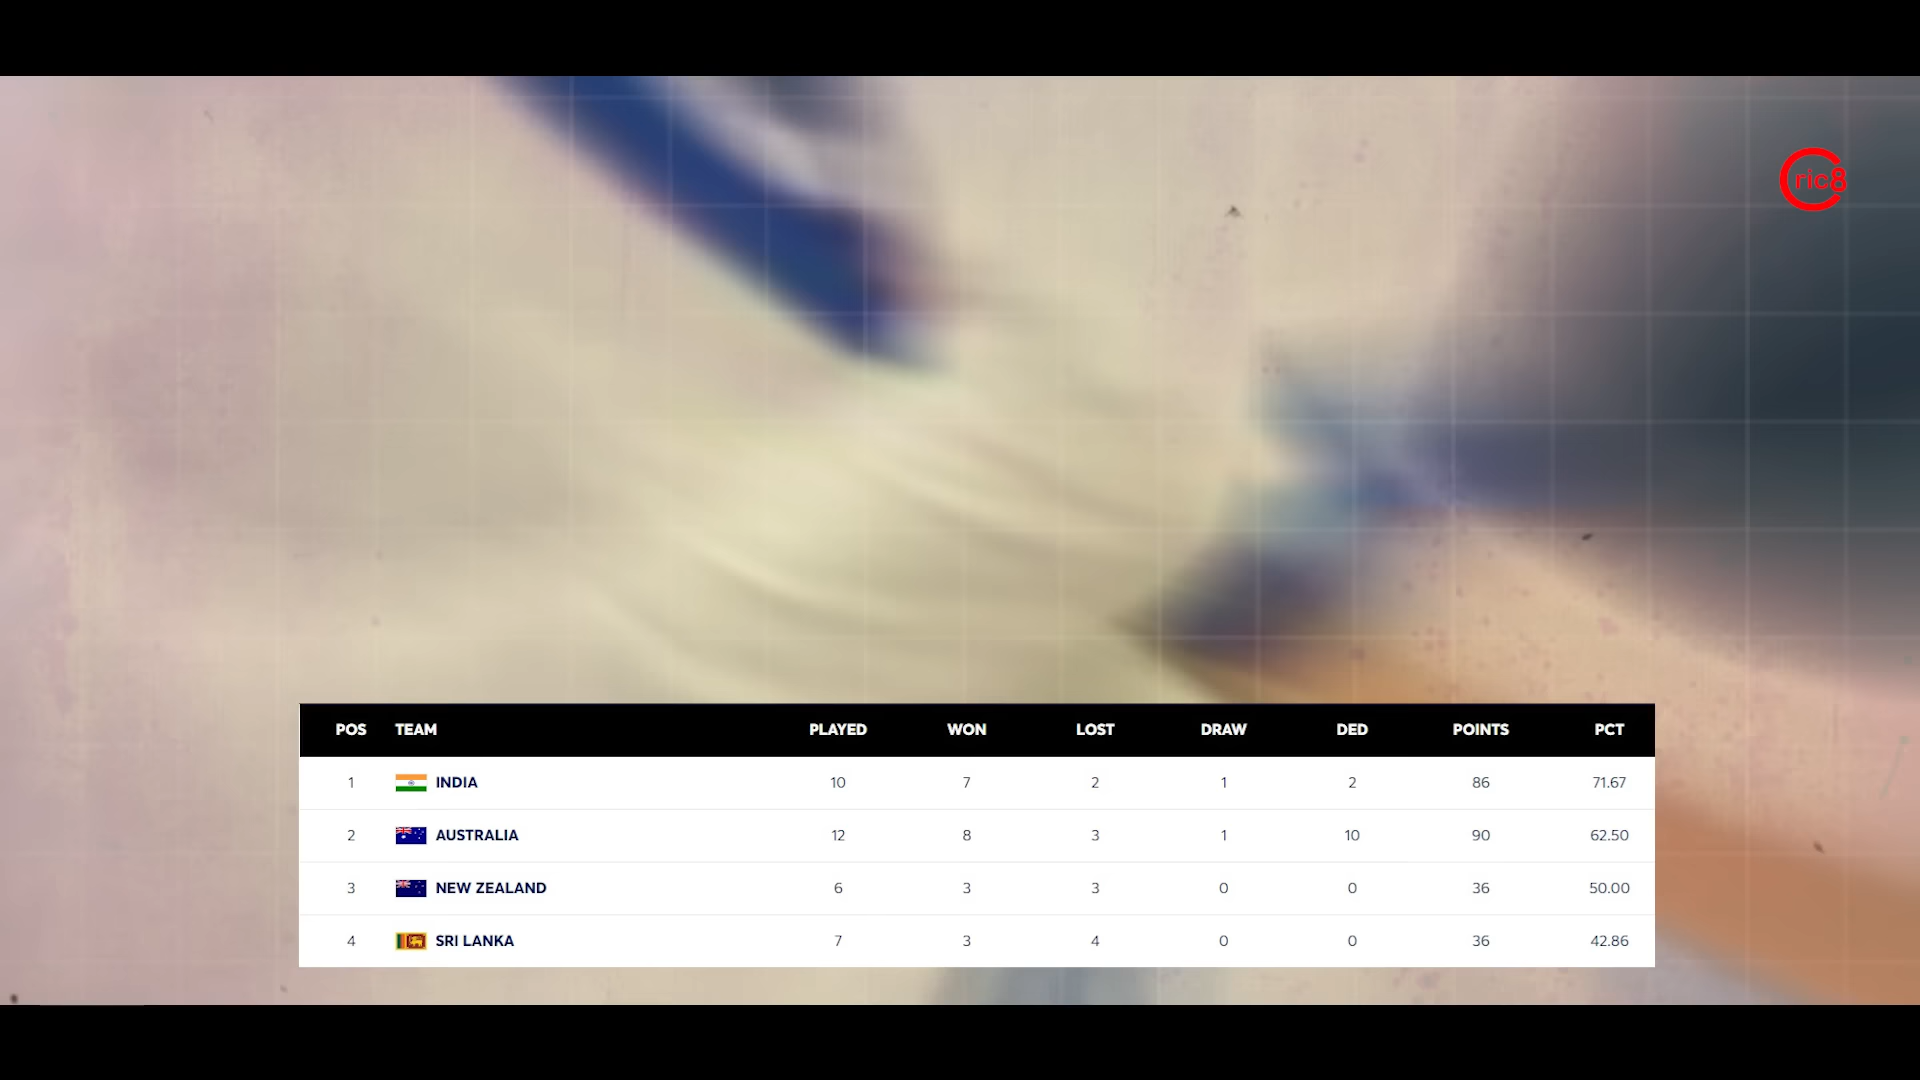 ric8
POS TEAM PLAYED WON LOST DRAW DED POINTS PCT
1 INDIA 10 7 2 1 2 86 71.67
2 AUSTRALIA 12 8 3 1 10 90 62.50
3 NEW ZEALAND 6 3 3 0 0 36 50.00
4 SRI LANKA 7 3 4 0 0 36 42.86